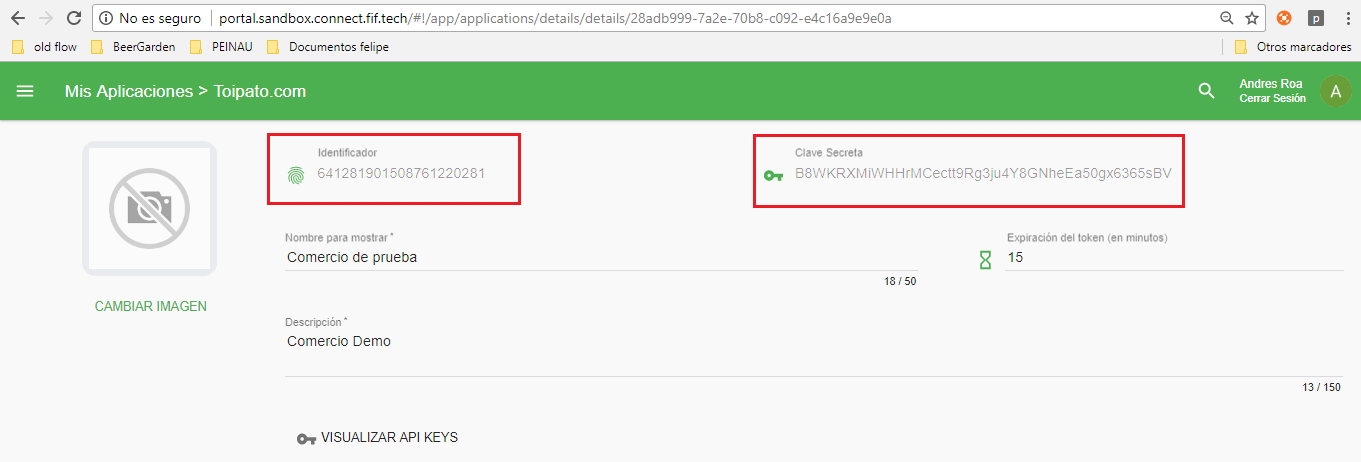 No es seguro | portal.sandbox.connect.fif.tech/#!/app/applications/details/details/28adb999-7a2e-70b8-c092-e4c16a9e9e0a
p
old flow BeerGarden PEINAU Documentos felipe Otros marcadores
Mis Aplicaciones > Toipato.com
Andres Roa
Cerrar Sesión
A
Identificador
641281901508761220281
Clave Secreta
B8WKRXMiWHHrMCectt9Rg3ju4Y8GNheEa50gx6365sBV
Nombre para mostrar *
Comercio de prueba
18 / 50
Expiración del token (en minutos)
15
CAMBIAR IMAGEN
Descripción *
Comercio Demo
13 / 150
VISUALIZAR API KEYS